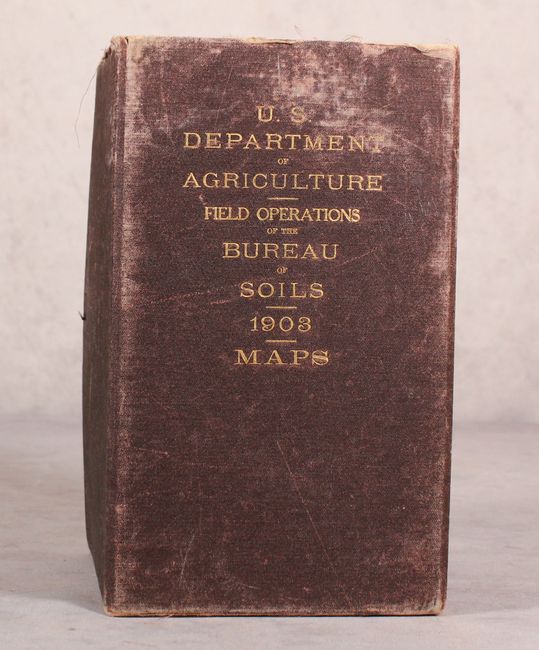 U. S.
DEPARTMENT
OF
AGRICULTURE
FIELD OPERATIONS
OF THE
BUREAU
OF
SOILS
1903
MAPS